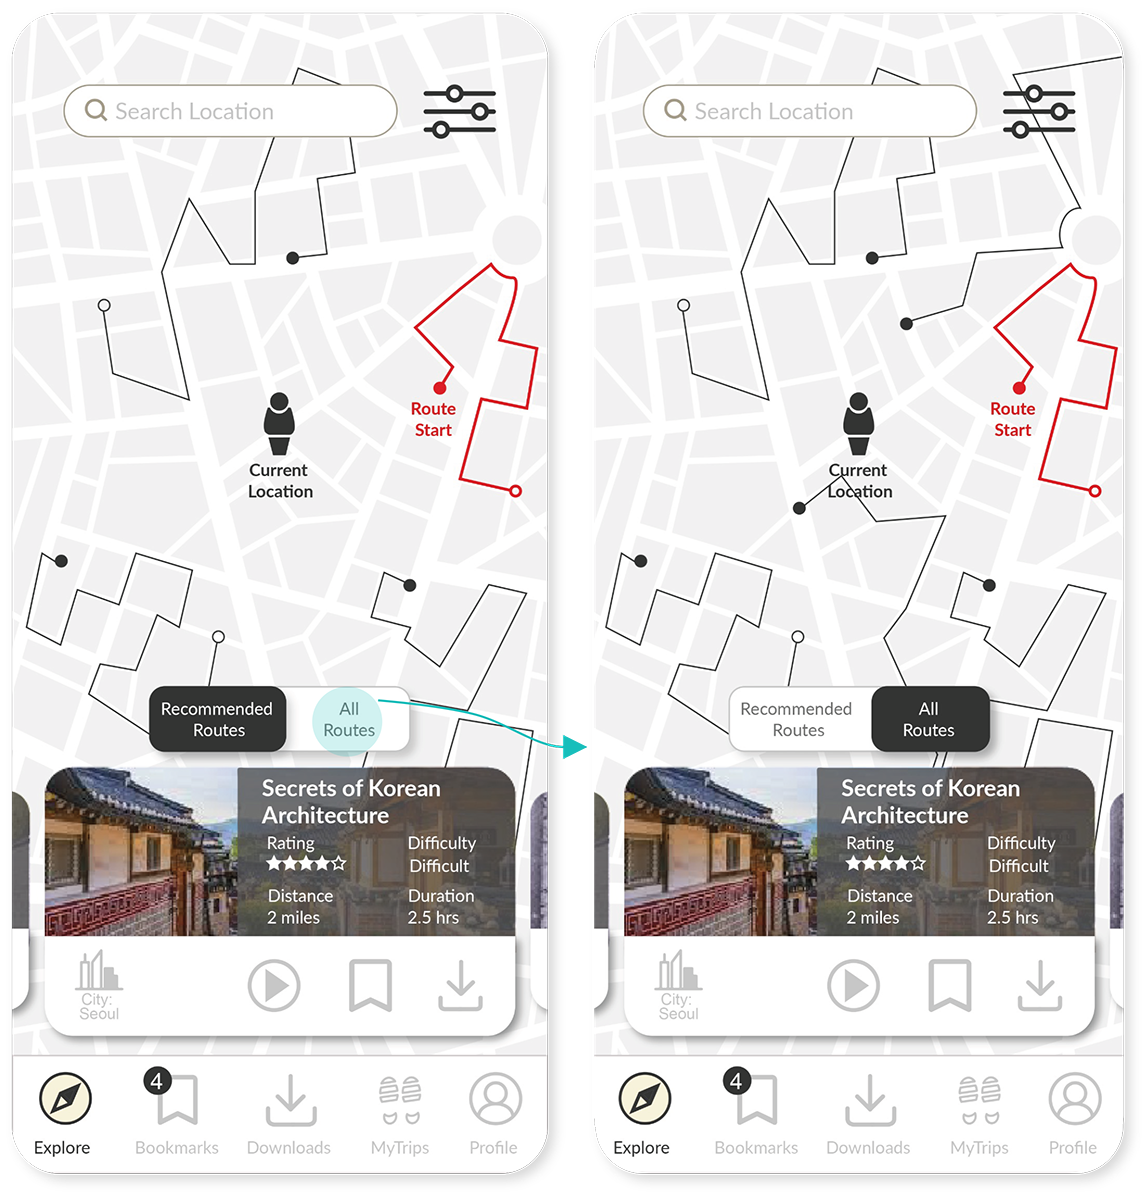 Search Location
Route
Start
Current
Location
Recommended
Routes
All
Routes
Secrets of Korean
Architecture
Rating
Difficulty
Difficult
Distance
2 miles
Duration
2.5 hrs
City:
Seoul
4
Explore
Bookmarks
Downloads
MyTrips
Profile
Search Location
Route
Start
Current
Location
Recommended
Routes
All
Routes
Secrets of Korean
Architecture
Rating
Difficulty
Difficult
Distance
2 miles
Duration
2.5 hrs
City:
Seoul
4
Explore
Bookmarks
Downloads
MyTrips
Profile